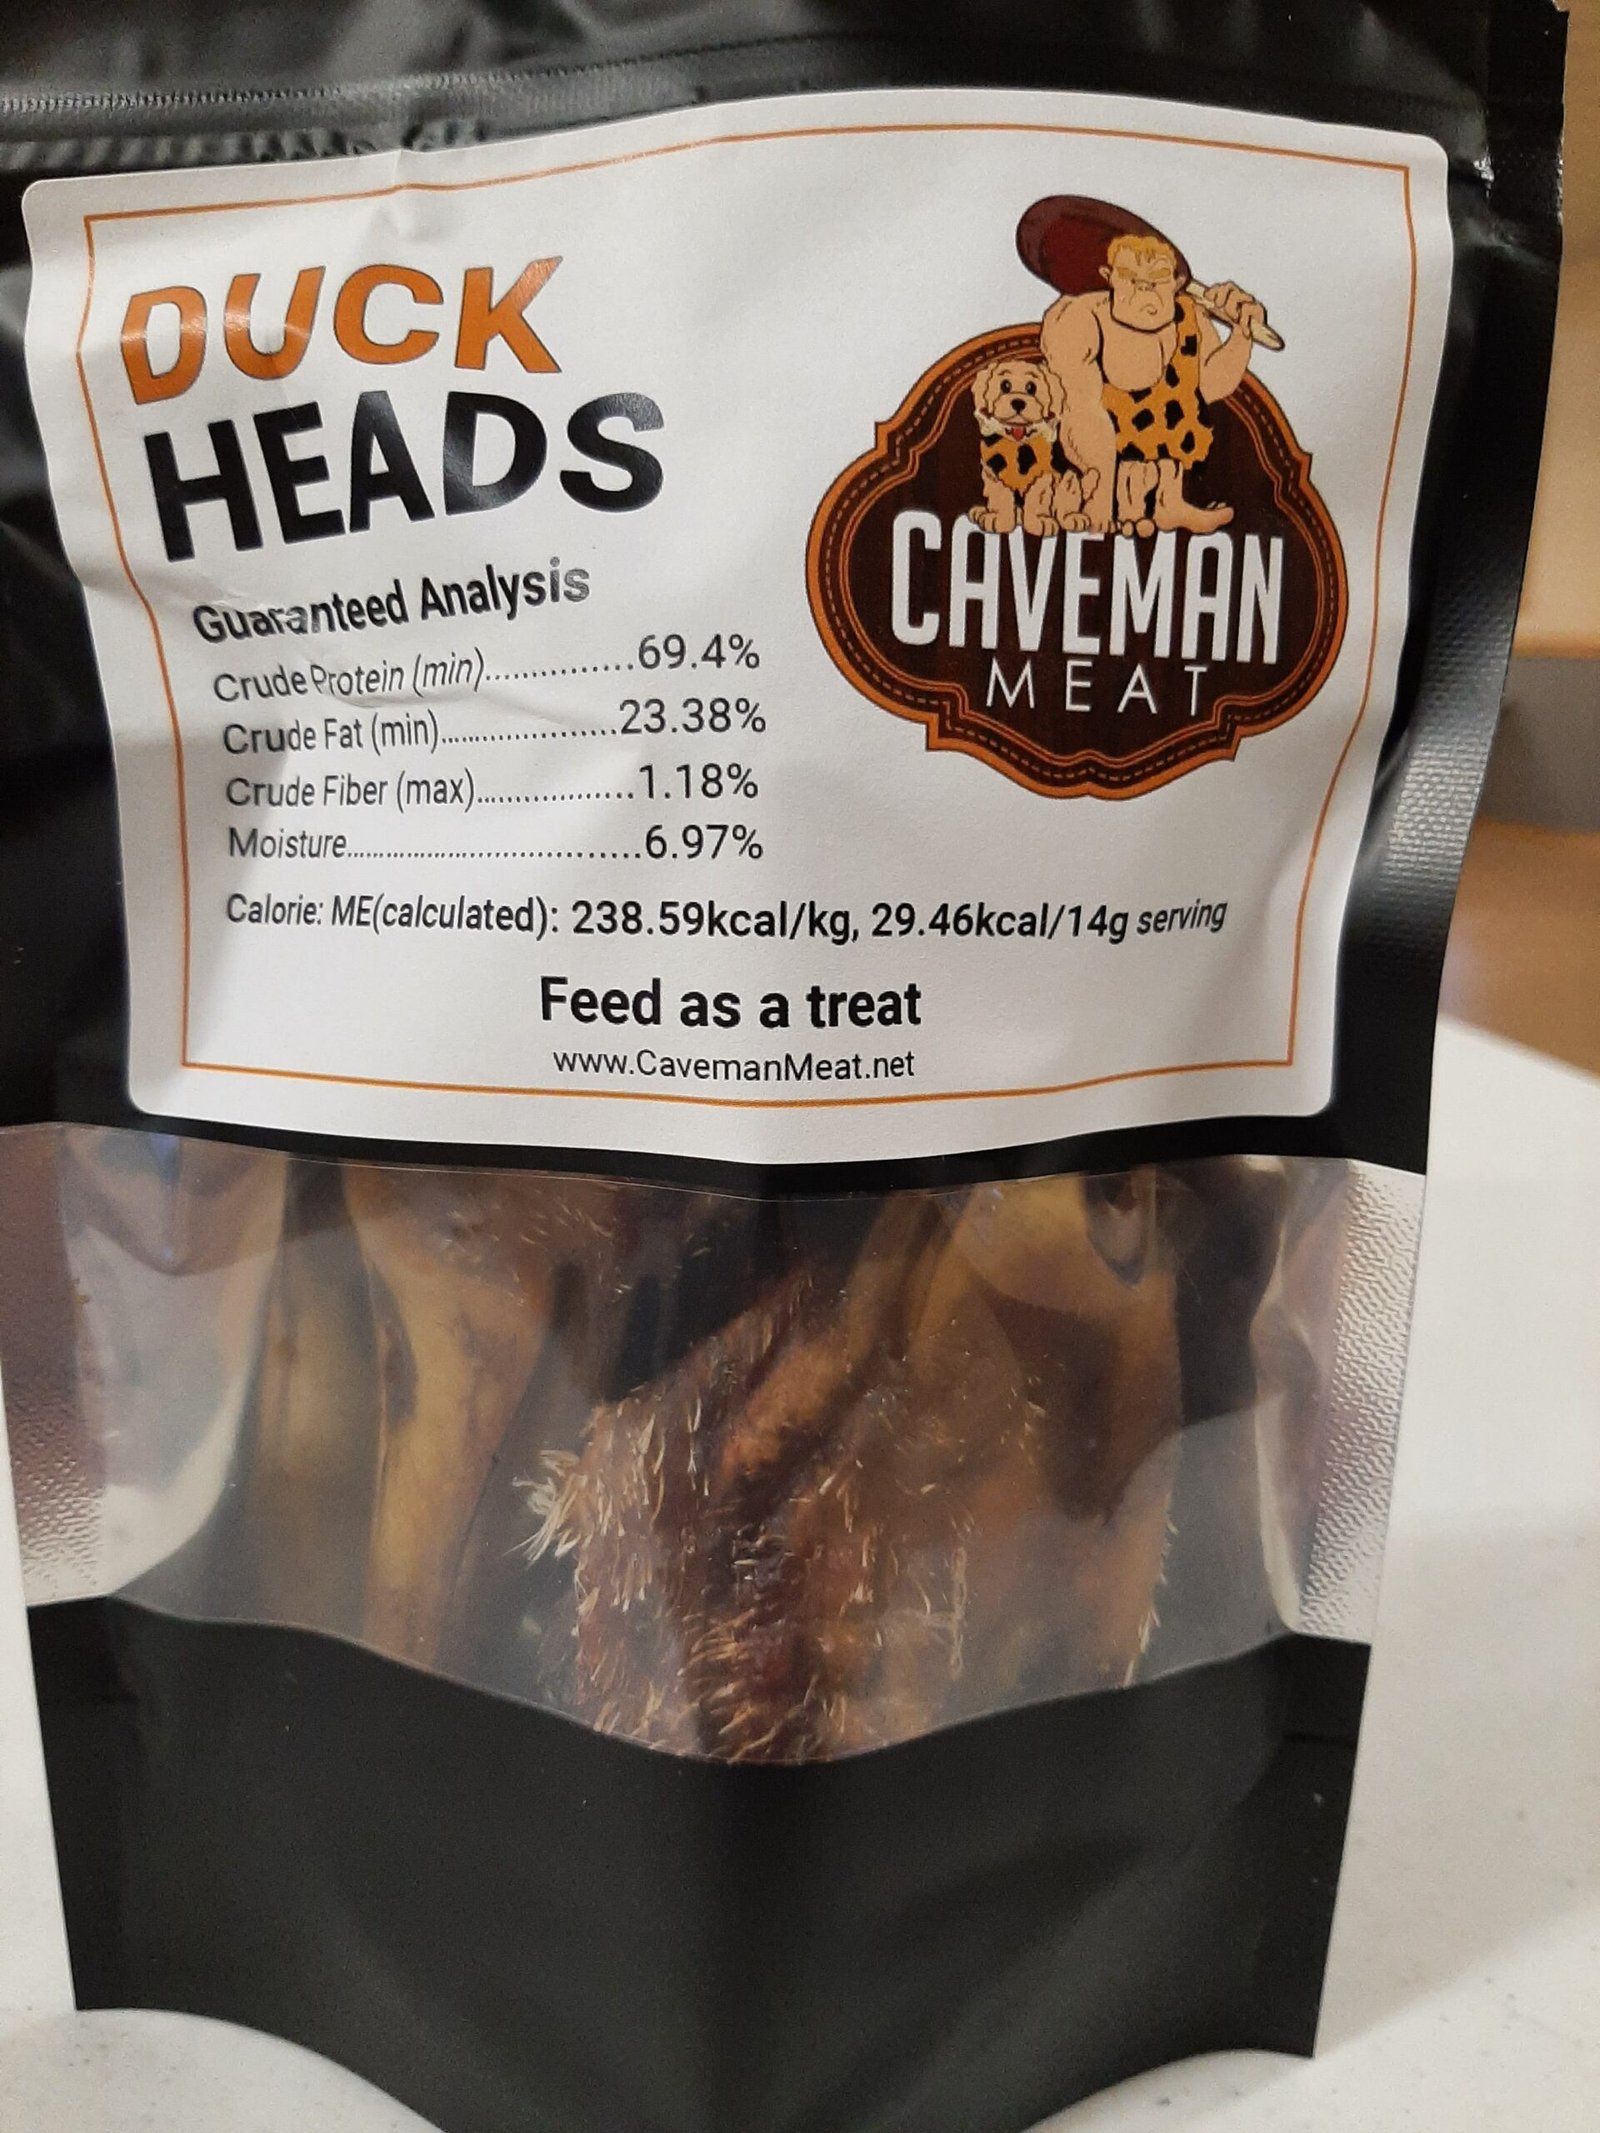 DUCK
HEADS
CAVEMAN
MEAT
Guaranteed Analysis
Crude Protein (min)...............69.4%
Crude Fat (min)......................23.38%
Crude Fiber (max)...................1.18%
Moisture....................................6.97%
Calorie: ME(calculated): 238.59kcal/kg, 29.46kcal/14g serving
Feed as a treat
www.CavemanMeat.net